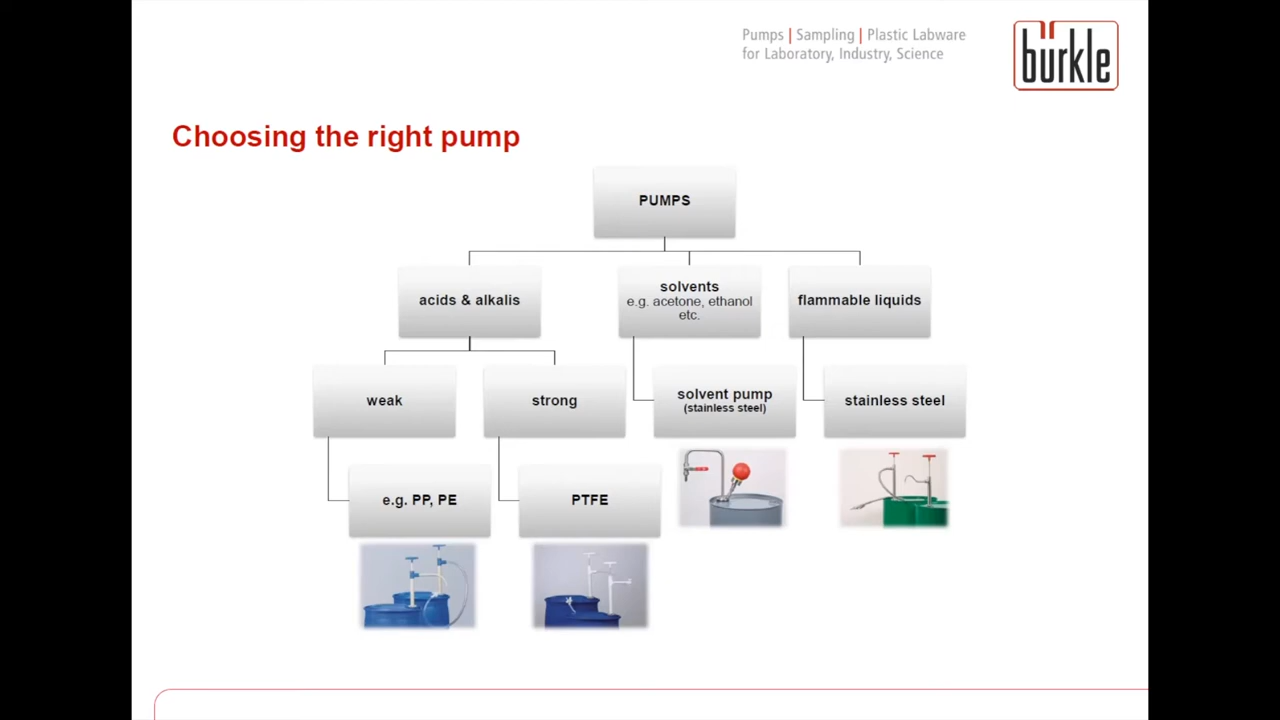 Pumps | Sampling | Plastic Labware
for Laboratory, Industry, Science
bürkle
Choosing the right pump
PUMPS
acids & alkalis
solvents
e.g. acetone, ethanol
etc.
flammable liquids
weak
strong
solvent pump
(stainless steel)
stainless steel
e.g. PP, PE
PTFE